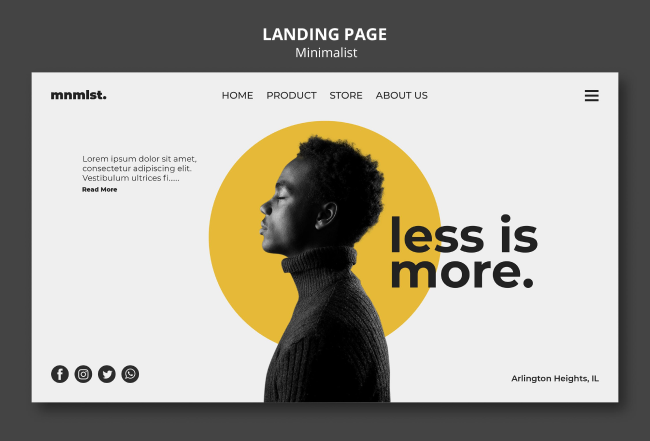 LANDING PAGE
Minimalist
mnmlst.
HOME PRODUCT STORE ABOUT US
Lorem ipsum dolor sit amet,
consectetur adipiscing elit.
Vestibulum ultrices fi......
Read More
less is
more.
Arlington Heights, IL